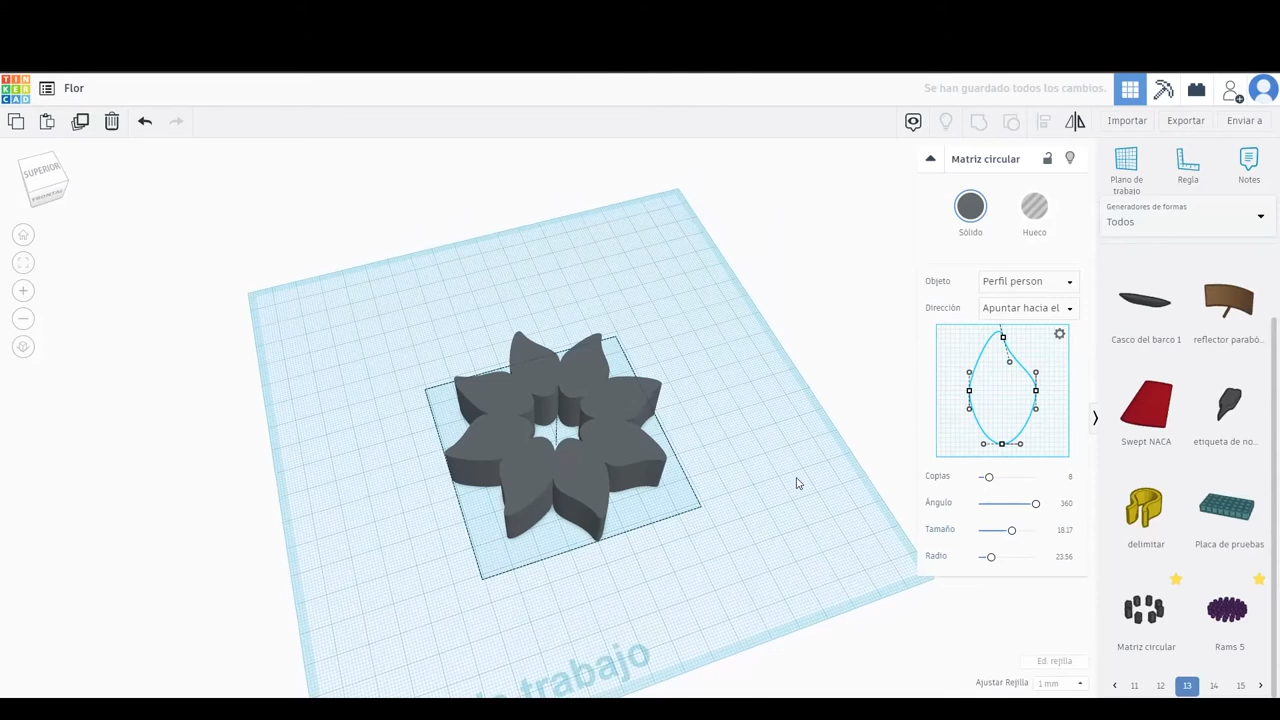 TIN
KER
CAD
Flor
Se han guardado todos los cambios.
Importar
Exportar
Enviar a
SUPERIOR
FRONTAL
Matriz circular
Sólido
Hueco
Objeto
Perfil person
Dirección
Apuntar hacia el
Copias
8
Ángulo
360
Tamaño
18.17
Radio
23.56
Plano de
trabajo
Regla
Notes
Generadores de formas
Todos
Casco del barco 1
reflector parabó...
Swept NACA
etiqueta de no...
delimitar
Placa de pruebas
Matriz circular
Rams 5
trabajo
Ed. rejilla
Ajustar Rejilla
1 mm
11
12
13
14
15